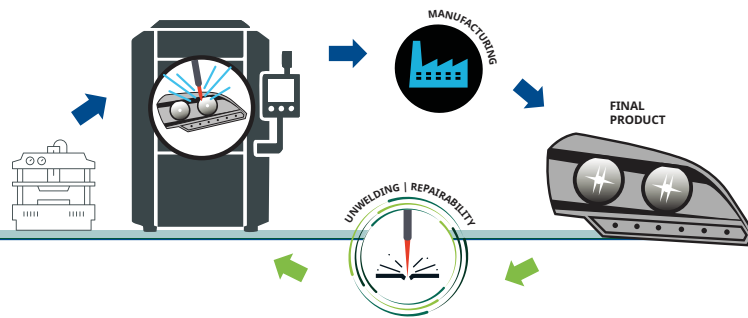 MANUFACTURING
FINAL
PRODUCT
UNWELDING | REPAIRABILITY